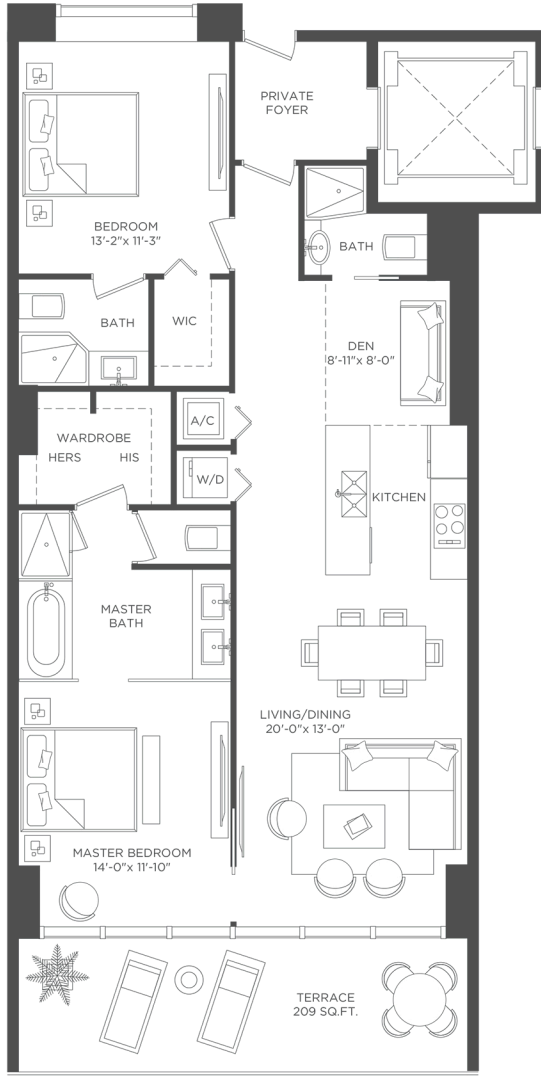 PRIVATE
FOYER
BEDROOM
13'-2"x 11'-3"
BATH
BATH
WIC
DEN
8'-11"x 8'-0"
A/C
WARDROBE
HERS HIS
W/D
KITCHEN
MASTER
BATH
LIVING/DINING
20'-0"x 13'-0"
MASTER BEDROOM
14'-0"x 11'-10"
TERRACE
209 SQ.FT.